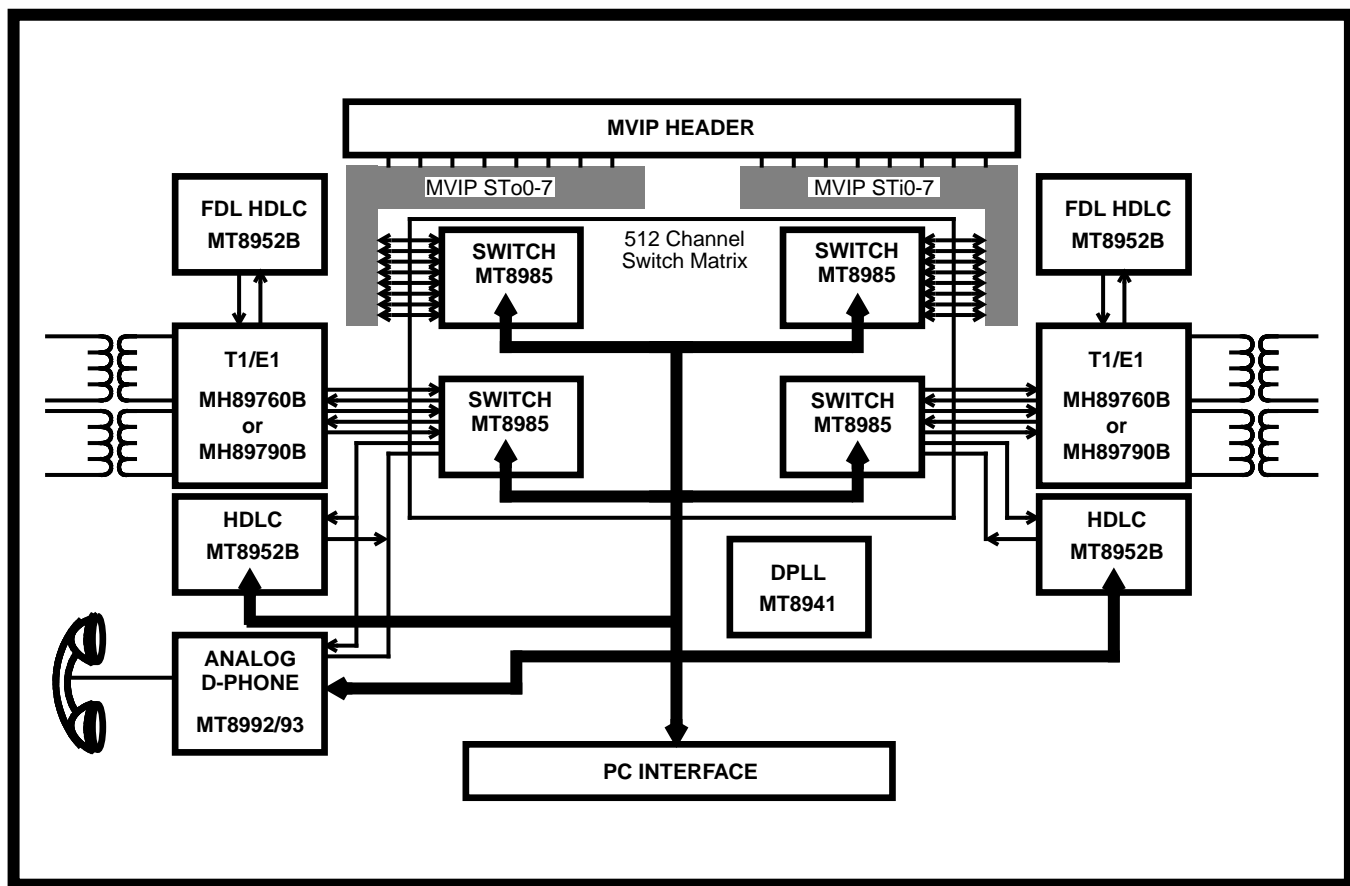 MVIP HEADER
MVIP STo0-7
MVIP STi0-7
FDL HDLC
MT8952B
FDL HDLC
MT8952B
512 Channel
Switch Matrix
SWITCH
MT8985
SWITCH
MT8985
T1/E1
MH89760B
or
MH89790B
SWITCH
MT8985
SWITCH
MT8985
T1/E1
MH89760B
or
MH89790B
HDLC
MT8952B
HDLC
MT8952B
DPLL
MT8941
ANALOG
D-PHONE
MT8992/93
PC INTERFACE